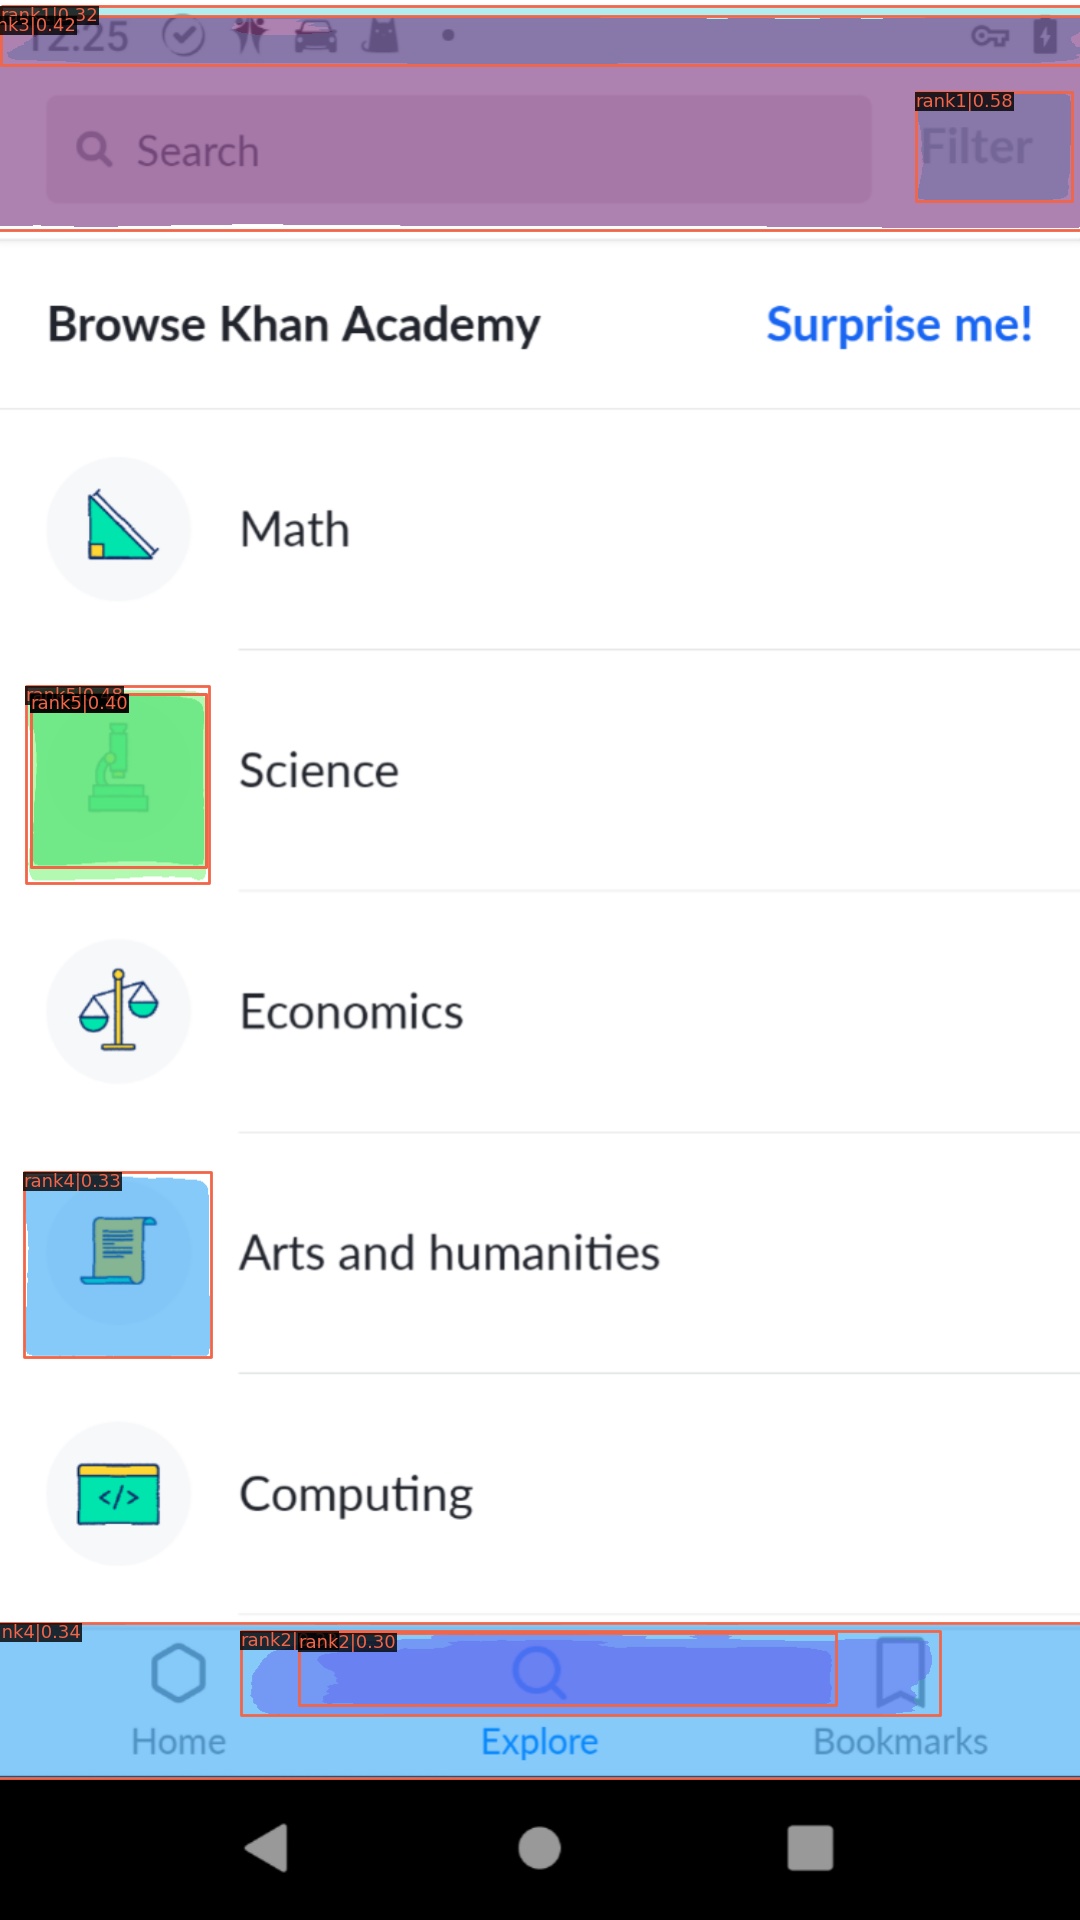 rank1|0.32
nk3|0.42
12:25
rank1|0.58
Search
Filter
Browse Khan Academy
Surprise me!
Math
rank5|0.48
rank5|0.40
Science
Economics
rank4|0.33
Arts and humanities
</>
Computing
nk4|0.34
rank2|
rank2|0.30
Home
Explore
Bookmarks